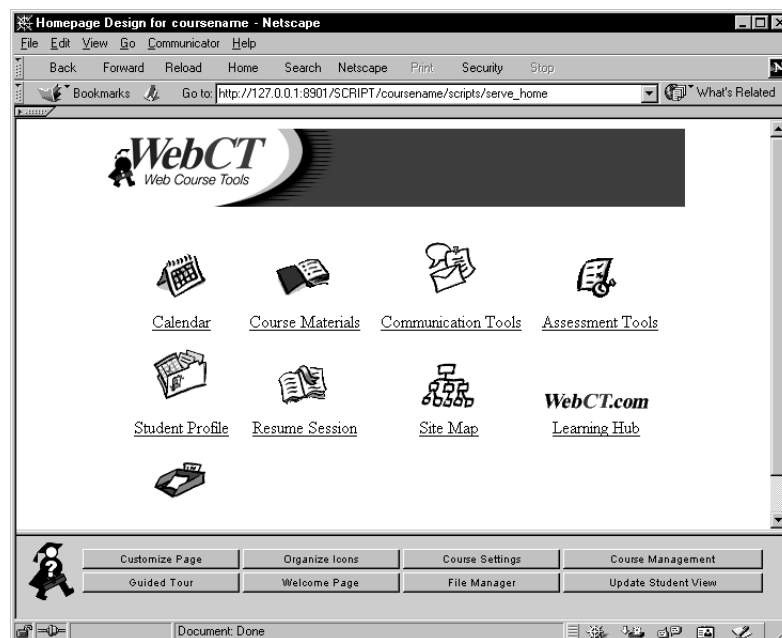 Homepage Design for coursename - Netscape
File Edit View Go Communicator Help
Back Forward Reload Home Search Netscape Print Security Stop
N
Bookmarks Go to: http://127.0.0.1:8901/SCRIPT/coursename/scripts/serve_home What's Related
WebCT
Web Course Tools
Calendar Course Materials Communication Tools Assessment Tools
WebCT.com
Student Profile Resume Session Site Map Learning Hub
Customize Page Organize Icons Course Settings Course Management
Guided Tour Welcome Page File Manager Update Student View
?
Document: Done